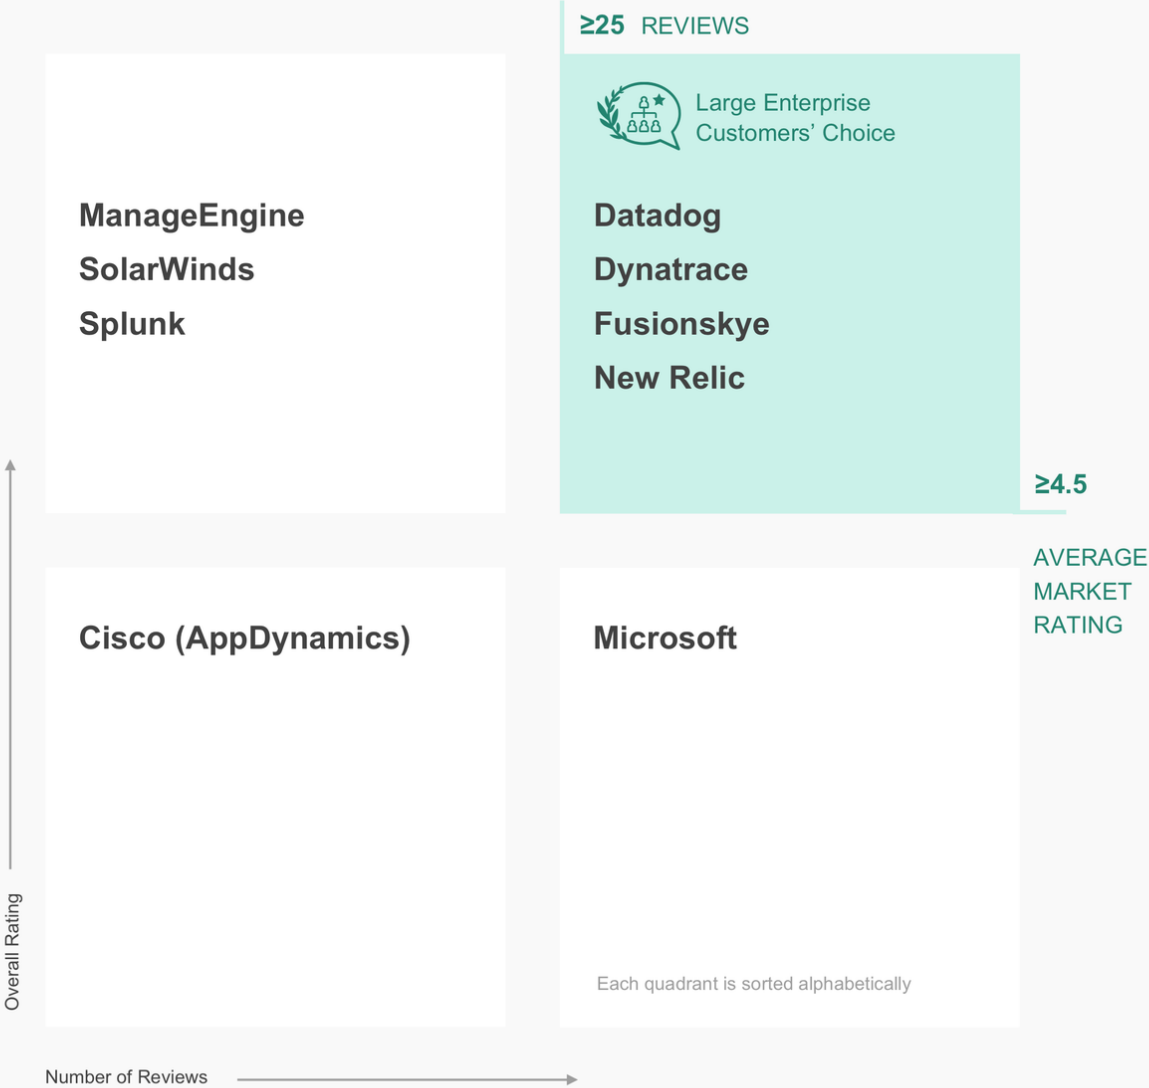 ≥25 REVIEWS
Large Enterprise
Customers’ Choice
ManageEngine
SolarWinds
Splunk
Datadog
Dynatrace
Fusionskye
New Relic
≥4.5
AVERAGE
MARKET
RATING
Cisco (AppDynamics)
Microsoft
Each quadrant is sorted alphabetically
Overall Rating
Number of Reviews